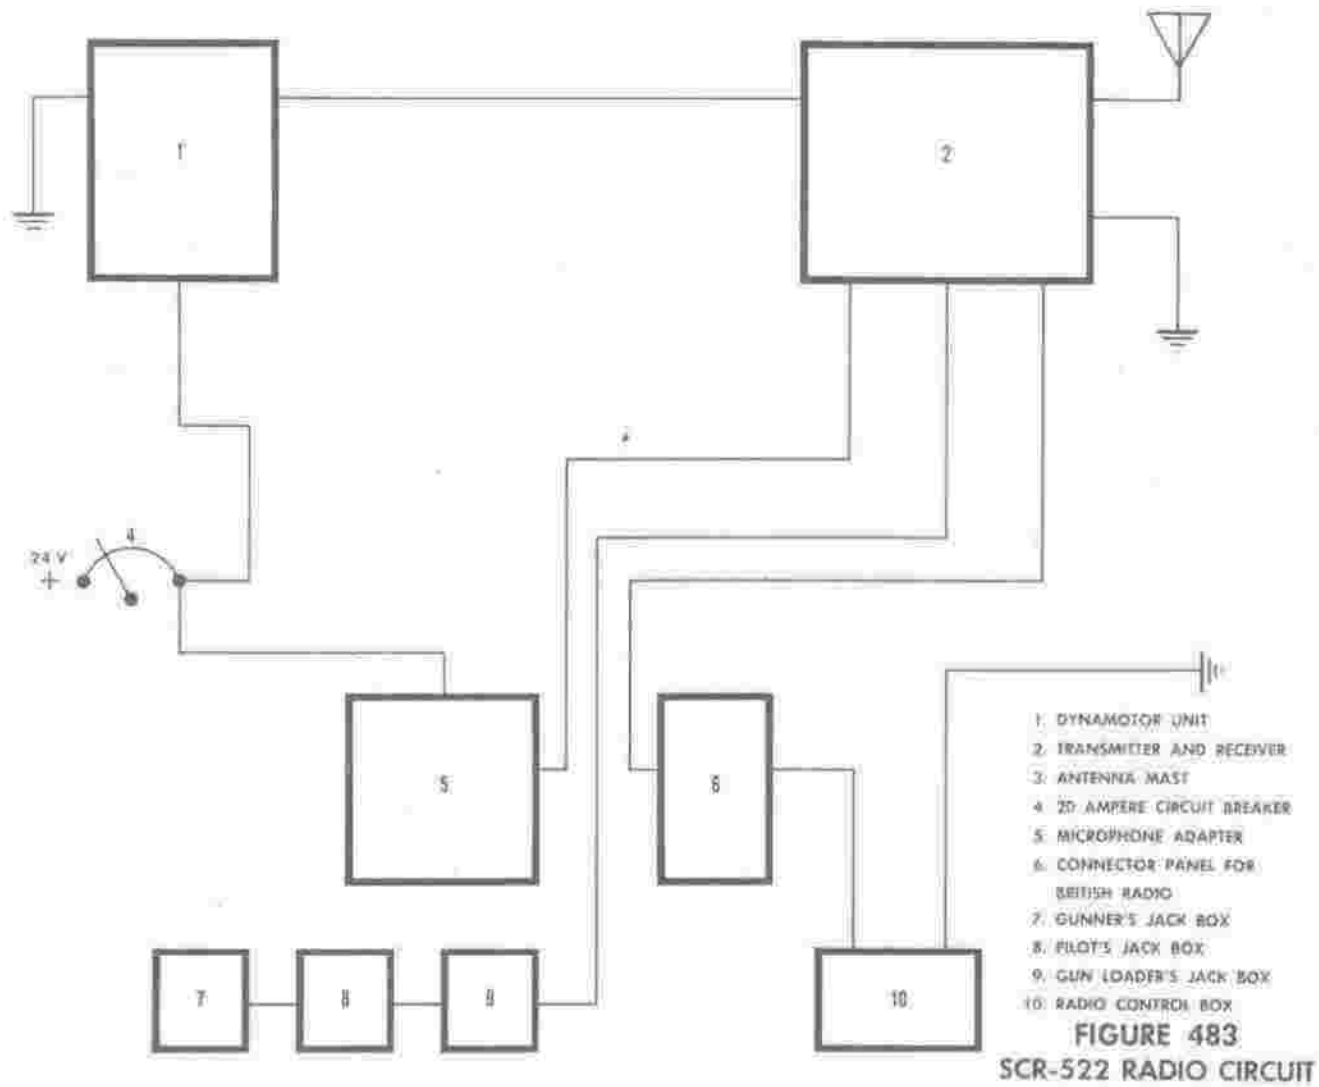 1
2
4
24 V
+
5
6
7
8
9
10
1. DYNAMOTOR UNIT
2. TRANSMITTER AND RECEIVER
3. ANTENNA MAST
4. 20 AMPERE CIRCUIT BREAKER
5. MICROPHONE ADAPTER
6. CONNECTOR PANEL FOR
BRITISH RADIO
7. GUNNER'S JACK BOX
8. PILOT'S JACK BOX
9. GUN LOADER'S JACK BOX
10. RADIO CONTROL BOX
FIGURE 483
SCR-522 RADIO CIRCUIT